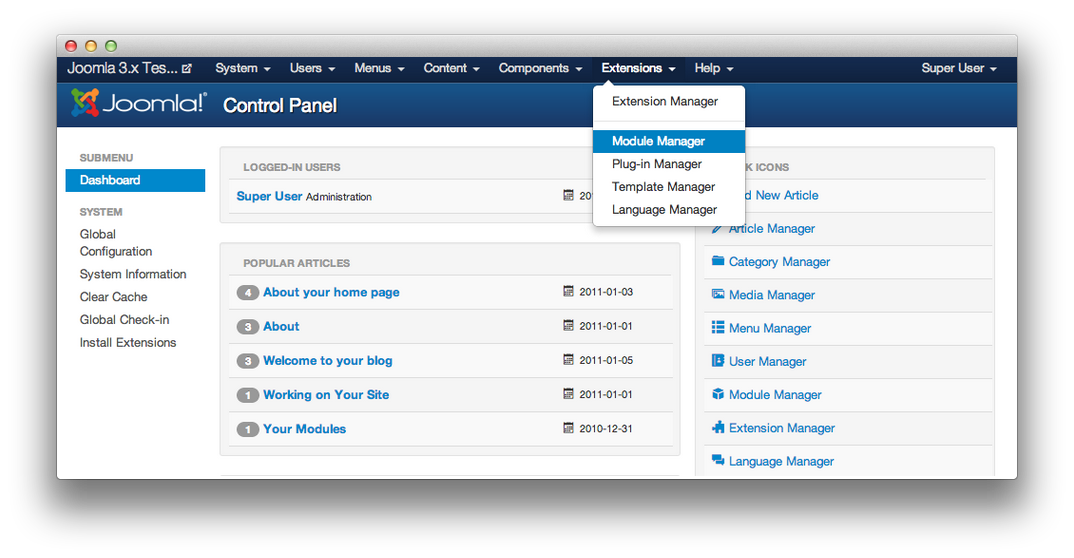 Joomla 3.x Tes...
System
Users
Menus
Content
Components
Extensions
Help
Super User
Joomla!®
Control Panel
Extension Manager
Module Manager
Plug-in Manager
Template Manager
Language Manager
SUBMENU
Dashboard
SYSTEM
Global
Configuration
System Information
Clear Cache
Global Check-in
Install Extensions
LOGGED-IN USERS
Super User Administration
POPULAR ARTICLES
4 About your home page 2011-01-03
3 About 2011-01-01
3 Welcome to your blog 2011-01-05
1 Working on Your Site 2011-01-01
1 Your Modules 2010-12-31
ICONS
New Article
Article Manager
Category Manager
Media Manager
Menu Manager
User Manager
Module Manager
Extension Manager
Language Manager